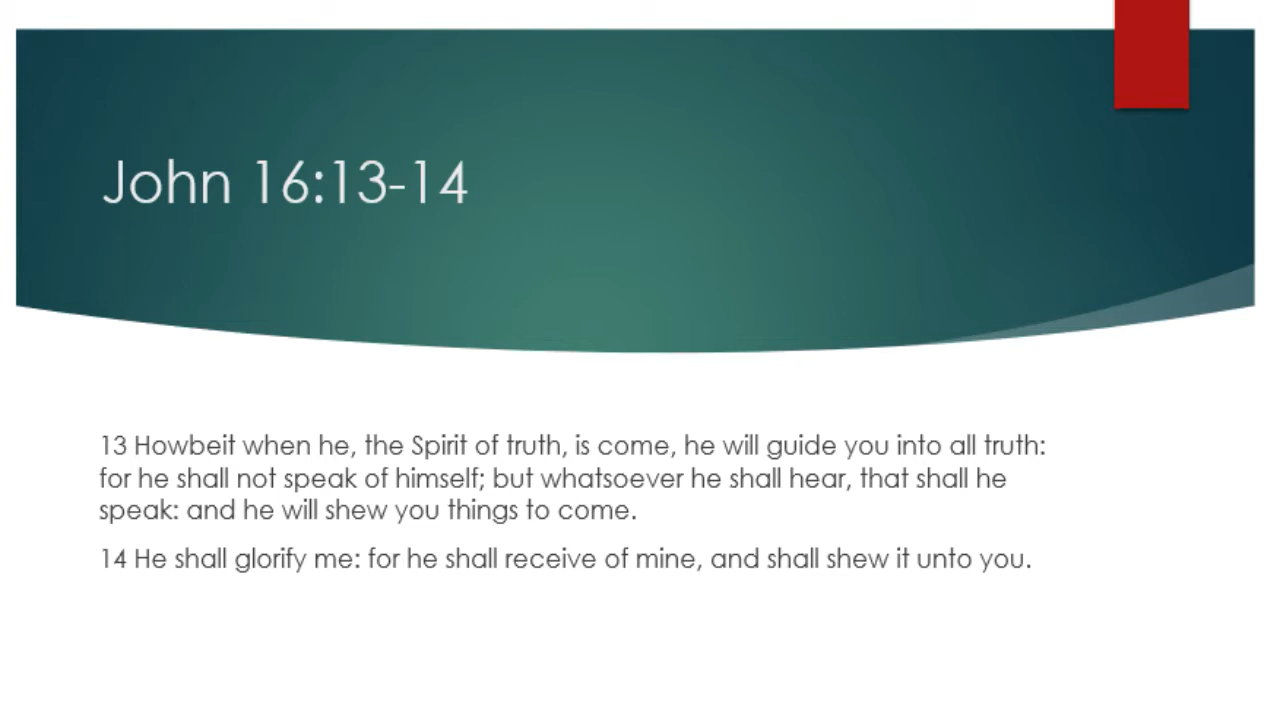 John 16:13-14
13 Howbeit when he, the Spirit of truth, is come, he will guide you into all truth:
for he shall not speak of himself; but whatsoever he shall hear, that shall he
speak: and he will shew you things to come.
14 He shall glorify me: for he shall receive of mine, and shall shew it unto you.